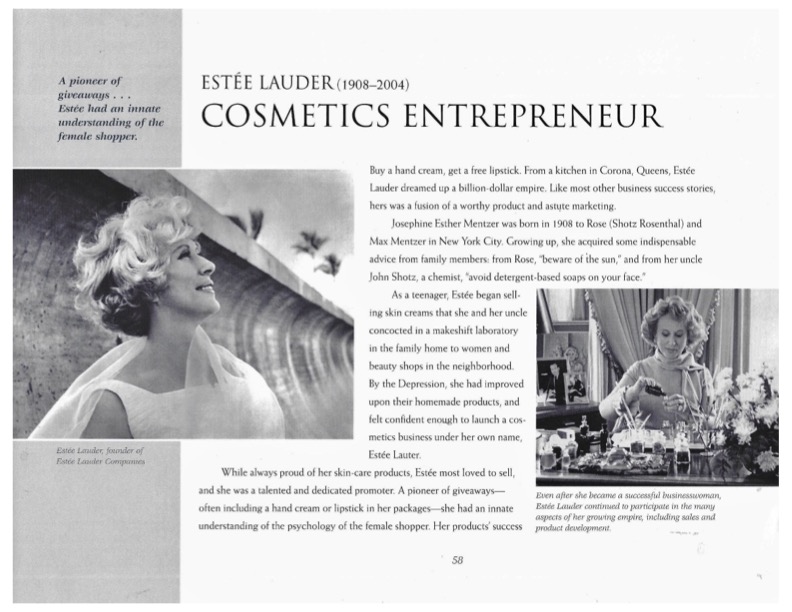 A pioneer of
giveaways . . .
Estée had an innate
understanding of the
female shopper.
ESTÉE LAUDER (1908–2004)
COSMETICS ENTREPRENEUR
Buy a hand cream, get a free lipstick. From a kitchen in Corona, Queens, Estée
Lauder dreamed up a billion-dollar empire. Like most other business success stories,
hers was a fusion of a worthy product and astute marketing.
Josephine Esther Mentzer was born in 1908 to Rose (Shotz Rosenthal) and
Max Mentzer in New York City. Growing up, she acquired some indispensable
advice from family members: from Rose, "beware of the sun," and from her uncle
John Shotz, a chemist, "avoid detergent-based soaps on your face."
As a teenager, Estée began sell-
ing skin creams that she and her uncle
concocted in a makeshift laboratory
in the family home to women and
beauty shops in the neighborhood.
By the Depression, she had improved
upon their homemade products, and
felt confident enough to launch a cos-
metics business under her own name,
Estée Lauter.
While always proud of her skin-care products, Estée most loved to sell,
and she was a talented and dedicated promoter. A pioneer of giveaways—
often including a hand cream or lipstick in her packages—she had an innate
understanding of the psychology of the female shopper. Her products' success
Estée Lauder, founder of
Estée Lauder Companies
Even after she became a successful businesswoman,
Estée Lauder continued to participate in the many
aspects of her growing empire, including sales and
product development.
58